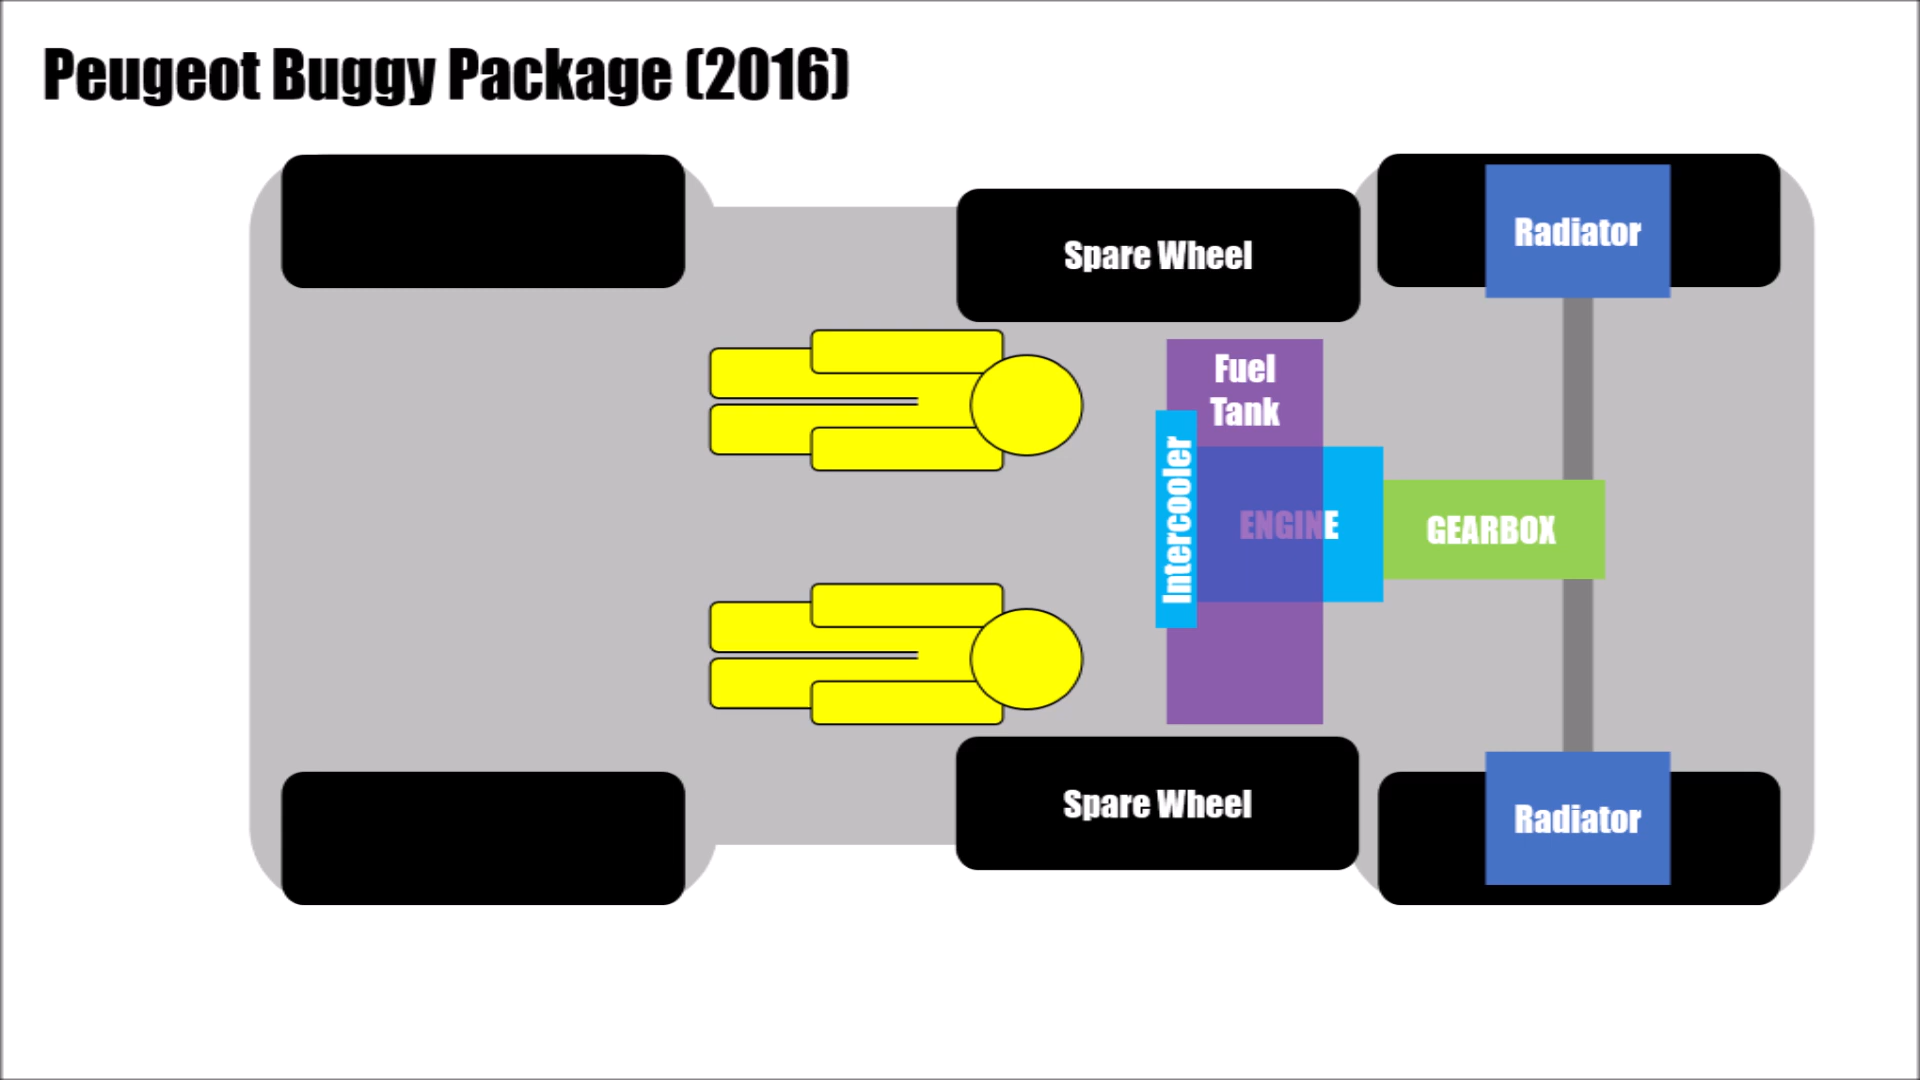 Peugeot Buggy Package (2016)
Radiator
Spare Wheel
Fuel
Tank
Intercooler
ENGINE
GEARBOX
Spare Wheel
Radiator